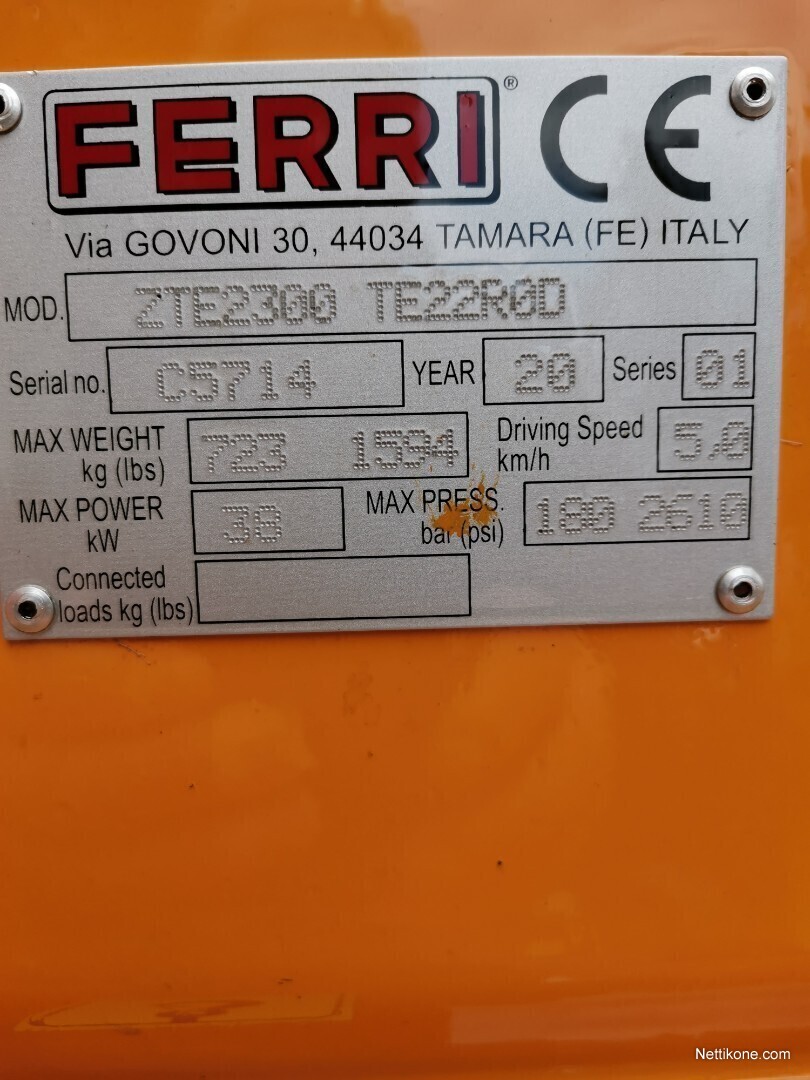 FERRI® CE
Via GOVONI 30, 44034 TAMARA (FE) ITALY
MOD. ZTE2300 TE22R0D
Serial no. C5714 YEAR 20 Series 01
MAX WEIGHT kg (lbs) 723 1594 Driving Speed km/h 5,0
MAX POWER kW 38 MAX PRESS. bar (psi) 180 2610
Connected loads kg (lbs)
Nettikone.com